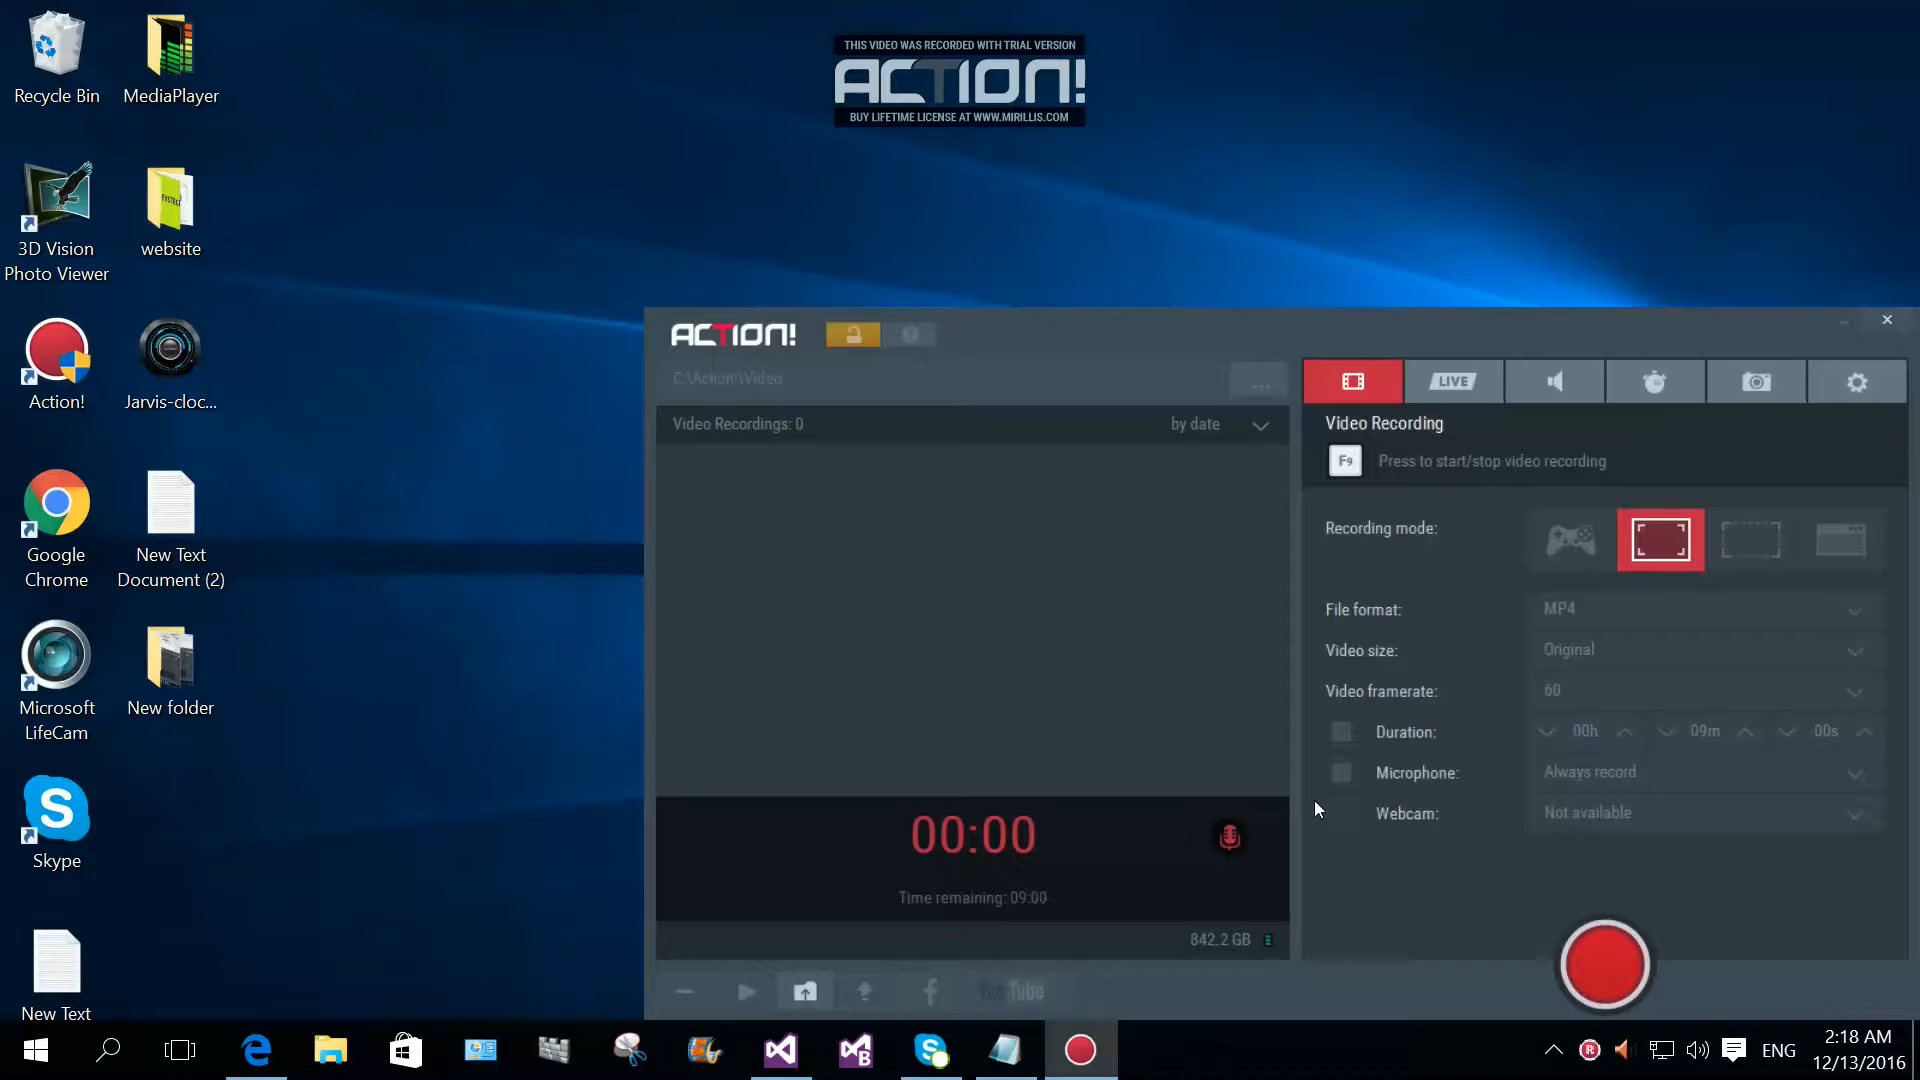 Recycle Bin
MediaPlayer
3D Vision
Photo Viewer
website
Action!
Jarvis-cloc...
Google
Chrome
New Text
Document (2)
Microsoft
LifeCam
New folder
Skype
New Text
THIS VIDEO WAS RECORDED WITH TRIAL VERSION
ACTION!
BUY LIFETIME LICENSE AT WWW.MIRILLIS.COM
ACTION!
C:\Action\Video
...
Video Recordings: 0
by date
00:00
Time remaining: 09:00
842.2 GB
You Tube
LIVE
Video Recording
F9
Press to start/stop video recording
Recording mode:
File format:
MP4
Video size:
Original
Video framerate:
60
Duration:
00h
09m
00s
Microphone:
Always record
Webcam:
Not available
ENG
2:18 AM
12/13/2016